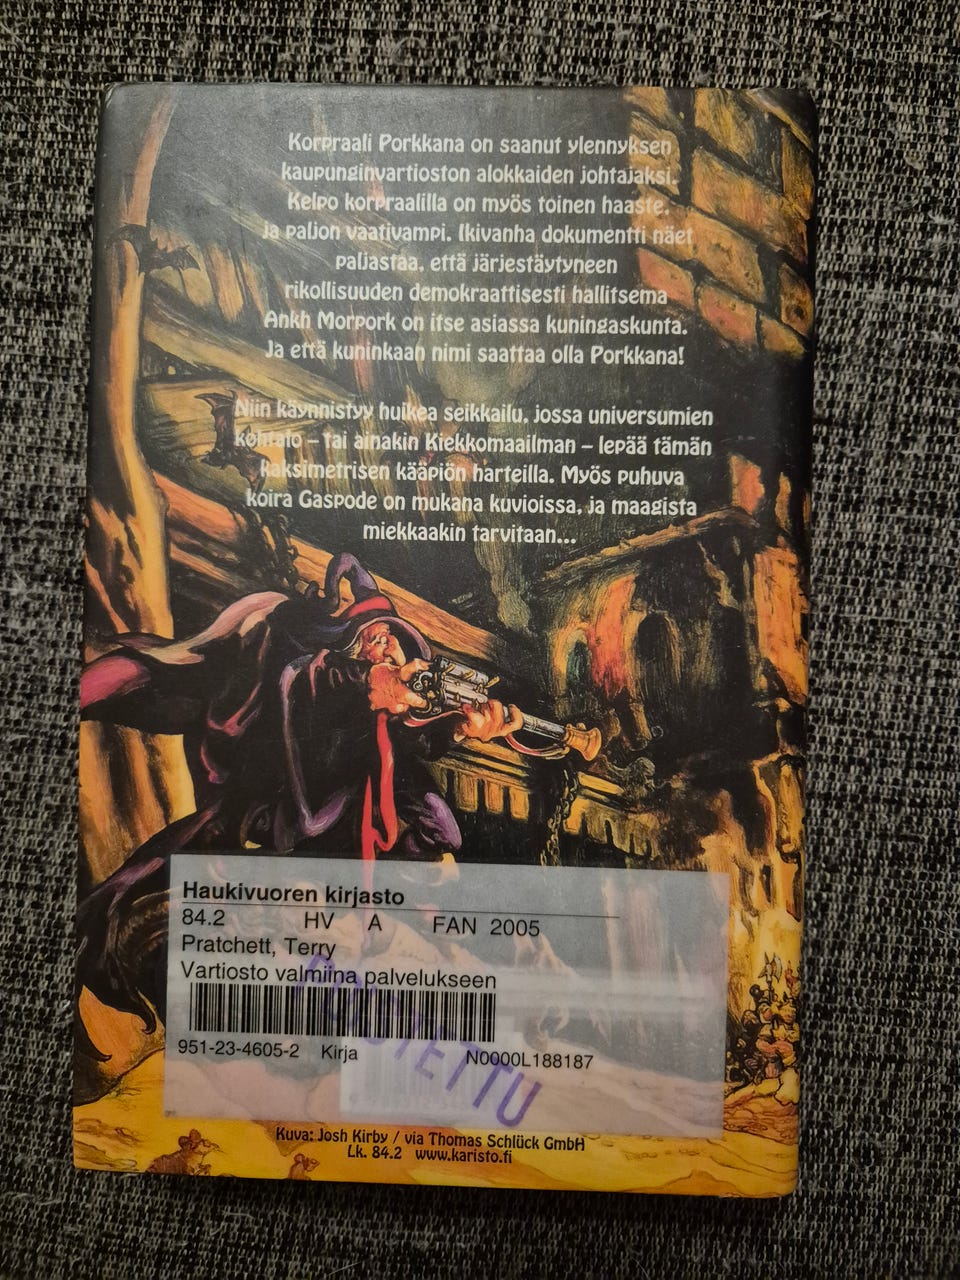 Korpraali Porkkana on saanut ylennyksen
kaupunginvartioston alokkaiden johtajaksi.
Kelpo korpraalilla on myös toinen haaste,
ja paljon vaativampi. Ikivanha dokumentti näet
paljastaa, että järjestäytyneen
rikollisuuden demokraattisesti hallitsema
Ankh Morpork on itse asiassa kuningaskunta.
Ja että kuninkaan nimi saattaa olla Porkkana!
Niin käynnistyy huikea seikkailu, jossa universumien
kohtalo – tai ainakin Kiekkomaailman – lepää tämän
kaksimetrisen kääpiön harteilla. Myös puhuva
koira Gaspode on mukana kuvioissa, ja maagista
miekkaakin tarvitaan...
Haukivuoren kirjasto
84.2 HV A FAN 2005
Pratchett, Terry
Vartiosto valmiina palvelukseen
951-23-4605-2 Kirja N0000L188187
POISTETTU
Kuva: Josh Kirby / via Thomas Schlück GmbH
Lk. 84.2 www.karisto.fi